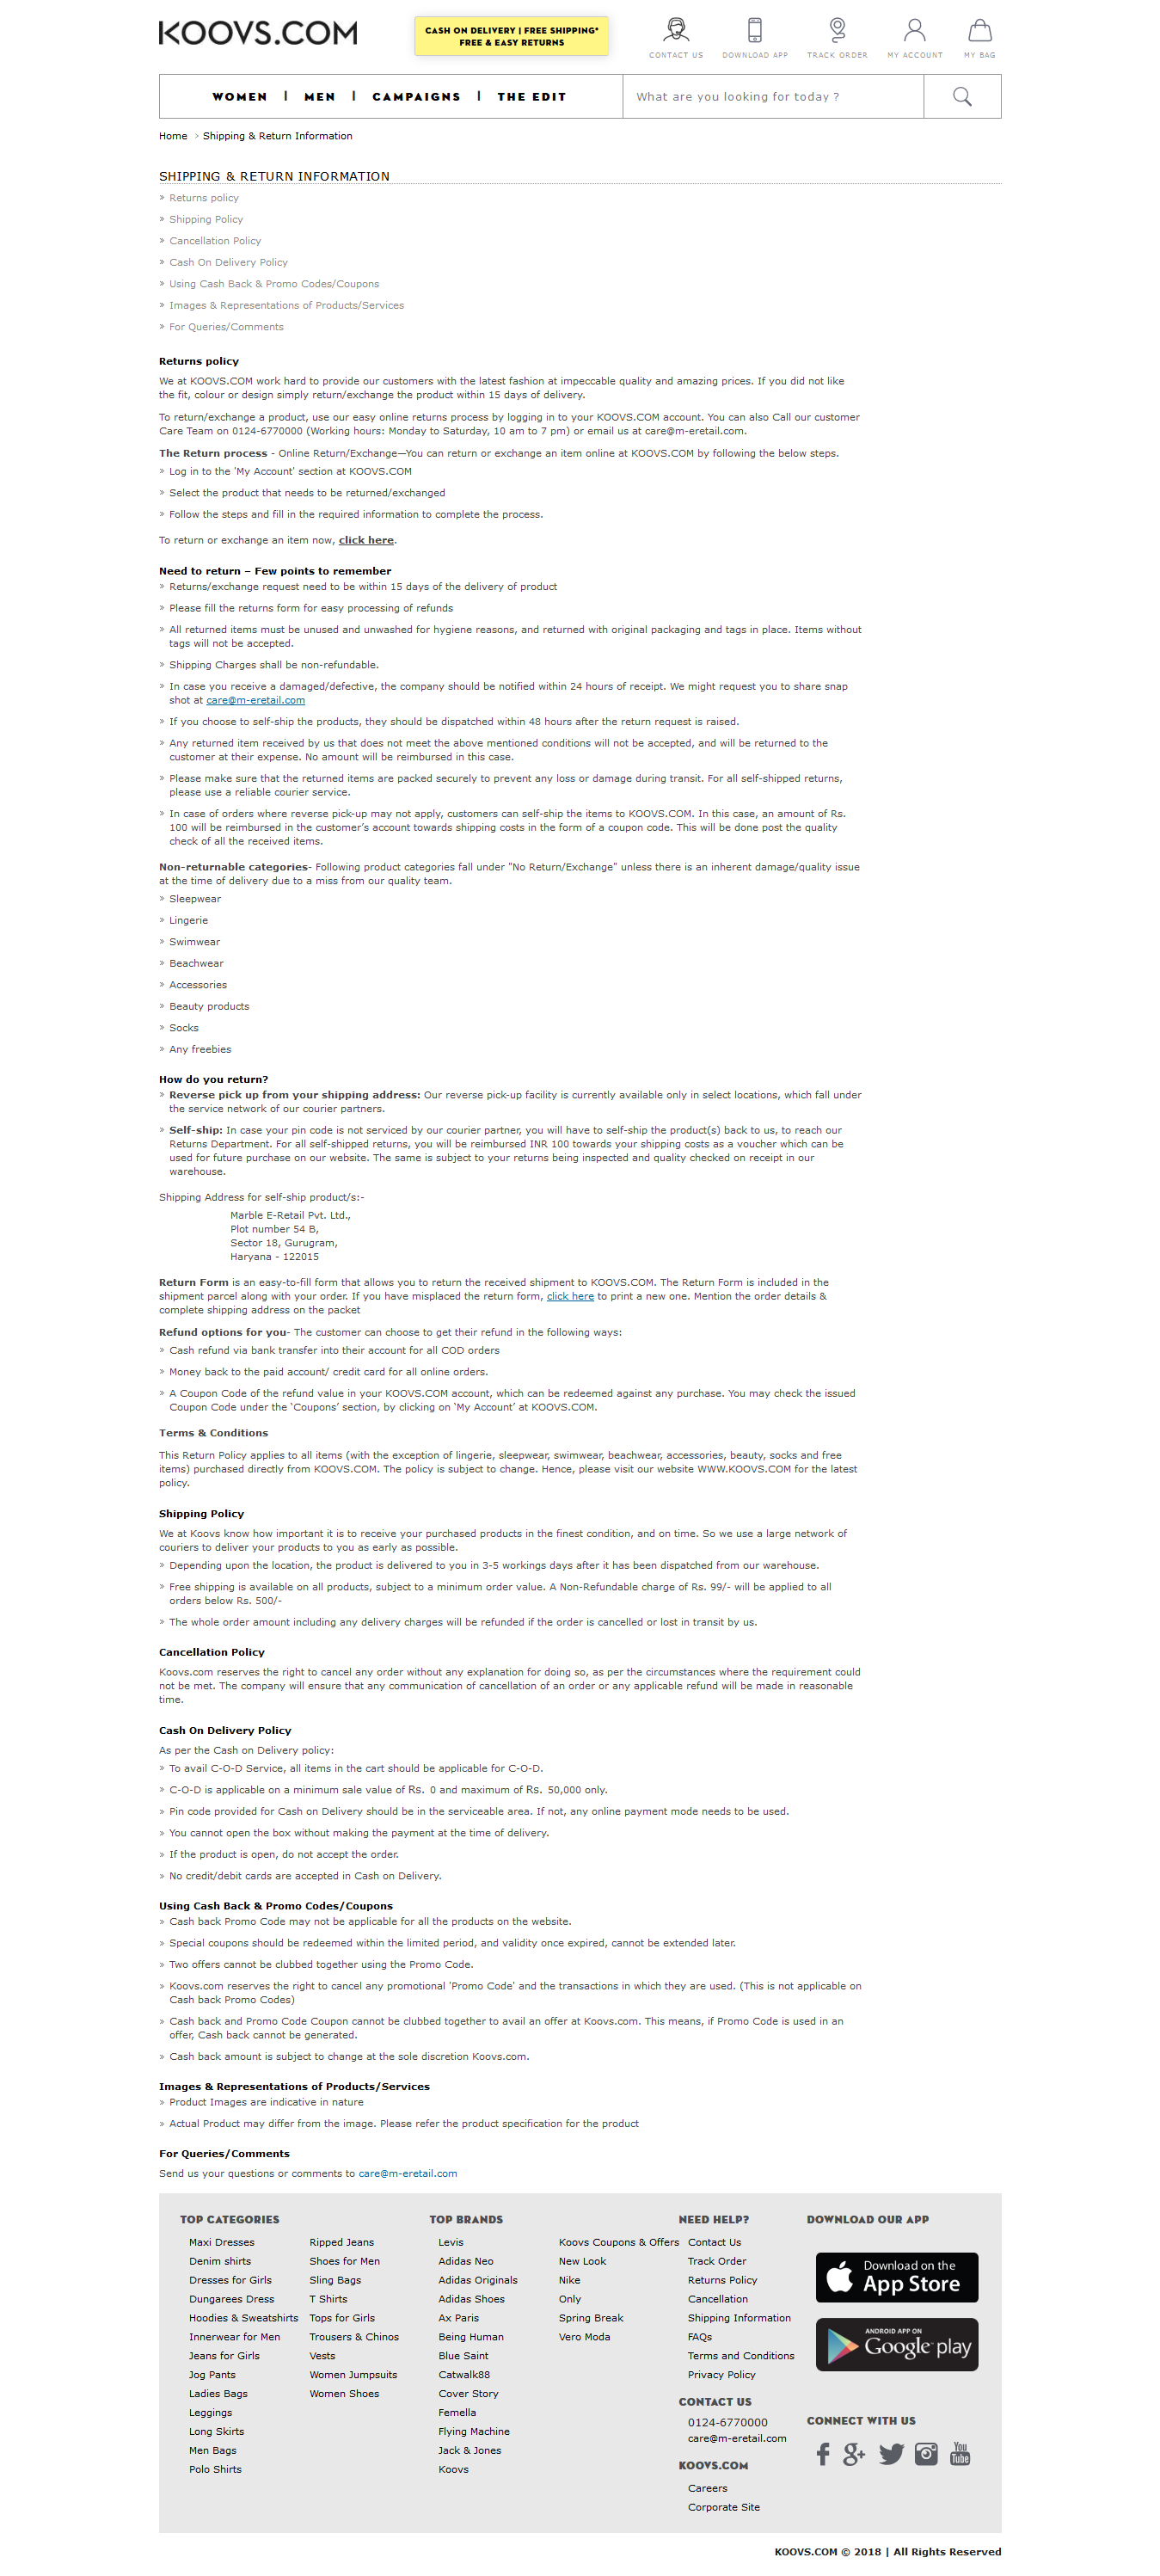 KOOVS.COM
CASH ON DELIVERY | FREE SHIPPING*
FREE & EASY RETURNS
CONTACT US
DOWNLOAD APP
TRACK ORDER
MY ACCOUNT
MY BAG
WOMEN | MEN | CAMPAIGNS | THE EDIT
What are you looking for today ?
Home > Shipping & Return Information
SHIPPING & RETURN INFORMATION
» Returns policy
» Shipping Policy
» Cancellation Policy
» Cash On Delivery Policy
» Using Cash Back & Promo Codes/Coupons
» Images & Representations of Products/Services
» For Queries/Comments
Returns policy
We at KOOVS.COM work hard to provide our customers with the latest fashion at impeccable quality and amazing prices. If you did not like
the fit, colour or design simply return/exchange the product within 15 days of delivery.
To return/exchange a product, use our easy online returns process by logging in to your KOOVS.COM account. You can also Call our customer
Care Team on 0124-6770000 (Working hours: Monday to Saturday, 10 am to 7 pm) or email us at care@m-eretail.com.
The Return process - Online Return/Exchange—You can return or exchange an item online at KOOVS.COM by following the below steps.
» Log in to the 'My Account' section at KOOVS.COM
» Select the product that needs to be returned/exchanged
» Follow the steps and fill in the required information to complete the process.
To return or exchange an item now, click here.
Need to return – Few points to remember
» Returns/exchange request need to be within 15 days of the delivery of product
» Please fill the returns form for easy processing of refunds
» All returned items must be unused and unwashed for hygiene reasons, and returned with original packaging and tags in place. Items without
tags will not be accepted.
» Shipping Charges shall be non-refundable.
» In case you receive a damaged/defective, the company should be notified within 24 hours of receipt. We might request you to share snap
shot at care@m-eretail.com
» If you choose to self-ship the products, they should be dispatched within 48 hours after the return request is raised.
» Any returned item received by us that does not meet the above mentioned conditions will not be accepted, and will be returned to the
customer at their expense. No amount will be reimbursed in this case.
» Please make sure that the returned items are packed securely to prevent any loss or damage during transit. For all self-shipped returns,
please use a reliable courier service.
» In case of orders where reverse pick-up may not apply, customers can self-ship the items to KOOVS.COM. In this case, an amount of Rs.
100 will be reimbursed in the customer’s account towards shipping costs in the form of a coupon code. This will be done post the quality
check of all the received items.
Non-returnable categories- Following product categories fall under "No Return/Exchange" unless there is an inherent damage/quality issue
at the time of delivery due to a miss from our quality team.
» Sleepwear
» Lingerie
» Swimwear
» Beachwear
» Accessories
» Beauty products
» Socks
» Any freebies
How do you return?
» Reverse pick up from your shipping address: Our reverse pick-up facility is currently available only in select locations, which fall under
the service network of our courier partners.
» Self-ship: In case your pin code is not serviced by our courier partner, you will have to self-ship the product(s) back to us, to reach our
Returns Department. For all self-shipped returns, you will be reimbursed INR 100 towards your shipping costs as a voucher which can be
used for future purchase on our website. The same is subject to your returns being inspected and quality checked on receipt in our
warehouse.
Shipping Address for self-ship product/s:-
Marble E-Retail Pvt. Ltd.,
Plot number 54 B,
Sector 18, Gurugram,
Haryana - 122015
Return Form is an easy-to-fill form that allows you to return the received shipment to KOOVS.COM. The Return Form is included in the
shipment parcel along with your order. If you have misplaced the return form, click here to print a new one. Mention the order details &
complete shipping address on the packet
Refund options for you- The customer can choose to get their refund in the following ways:
» Cash refund via bank transfer into their account for all COD orders
» Money back to the paid account/ credit card for all online orders.
» A Coupon Code of the refund value in your KOOVS.COM account, which can be redeemed against any purchase. You may check the issued
Coupon Code under the ‘Coupons’ section, by clicking on ‘My Account’ at KOOVS.COM.
Terms & Conditions
This Return Policy applies to all items (with the exception of lingerie, sleepwear, swimwear, beachwear, accessories, beauty, socks and free
items) purchased directly from KOOVS.COM. The policy is subject to change. Hence, please visit our website WWW.KOOVS.COM for the latest
policy.
Shipping Policy
We at Koovs know how important it is to receive your purchased products in the finest condition, and on time. So we use a large network of
couriers to deliver your products to you as early as possible.
» Depending upon the location, the product is delivered to you in 3-5 workings days after it has been dispatched from our warehouse.
» Free shipping is available on all products, subject to a minimum order value. A Non-Refundable charge of Rs. 99/- will be applied to all
orders below Rs. 500/-
» The whole order amount including any delivery charges will be refunded if the order is cancelled or lost in transit by us.
Cancellation Policy
Koovs.com reserves the right to cancel any order without any explanation for doing so, as per the circumstances where the requirement could
not be met. The company will ensure that any communication of cancellation of an order or any applicable refund will be made in reasonable
time.
Cash On Delivery Policy
As per the Cash on Delivery policy:
» To avail C-O-D Service, all items in the cart should be applicable for C-O-D.
» C-O-D is applicable on a minimum sale value of Rs. 0 and maximum of Rs. 50,000 only.
» Pin code provided for Cash on Delivery should be in the serviceable area. If not, any online payment mode needs to be used.
» You cannot open the box without making the payment at the time of delivery.
» If the product is open, do not accept the order.
» No credit/debit cards are accepted in Cash on Delivery.
Using Cash Back & Promo Codes/Coupons
» Cash back Promo Code may not be applicable for all the products on the website.
» Special coupons should be redeemed within the limited period, and validity once expired, cannot be extended later.
» Two offers cannot be clubbed together using the Promo Code.
» Koovs.com reserves the right to cancel any promotional 'Promo Code' and the transactions in which they are used. (This is not applicable on
Cash back Promo Codes)
» Cash back and Promo Code Coupon cannot be clubbed together to avail an offer at Koovs.com. This means, if Promo Code is used in an
offer, Cash back cannot be generated.
» Cash back amount is subject to change at the sole discretion Koovs.com.
Images & Representations of Products/Services
» Product Images are indicative in nature
» Actual Product may differ from the image. Please refer the product specification for the product
For Queries/Comments
Send us your questions or comments to care@m-eretail.com
TOP CATEGORIES
Maxi Dresses
Denim shirts
Dresses for Girls
Dungarees Dress
Hoodies & Sweatshirts
Innerwear for Men
Jeans for Girls
Jog Pants
Ladies Bags
Leggings
Long Skirts
Men Bags
Polo Shirts
Ripped Jeans
Shoes for Men
Sling Bags
T Shirts
Tops for Girls
Trousers & Chinos
Vests
Women Jumpsuits
Women Shoes
TOP BRANDS
Levis
Adidas Neo
Adidas Originals
Adidas Shoes
Ax Paris
Being Human
Blue Saint
Catwalk88
Cover Story
Femella
Flying Machine
Jack & Jones
Koovs
Koovs Coupons & Offers
New Look
Nike
Only
Spring Break
Vero Moda
NEED HELP?
Contact Us
Track Order
Returns Policy
Cancellation
Shipping Information
FAQs
Terms and Conditions
Privacy Policy
CONTACT US
0124-6770000
care@m-eretail.com
KOOVS.COM
Careers
Corporate Site
DOWNLOAD OUR APP
Download on the
App Store
ANDROID APP ON
Google play
CONNECT WITH US
You
Tube
KOOVS.COM © 2018 | All Rights Reserved